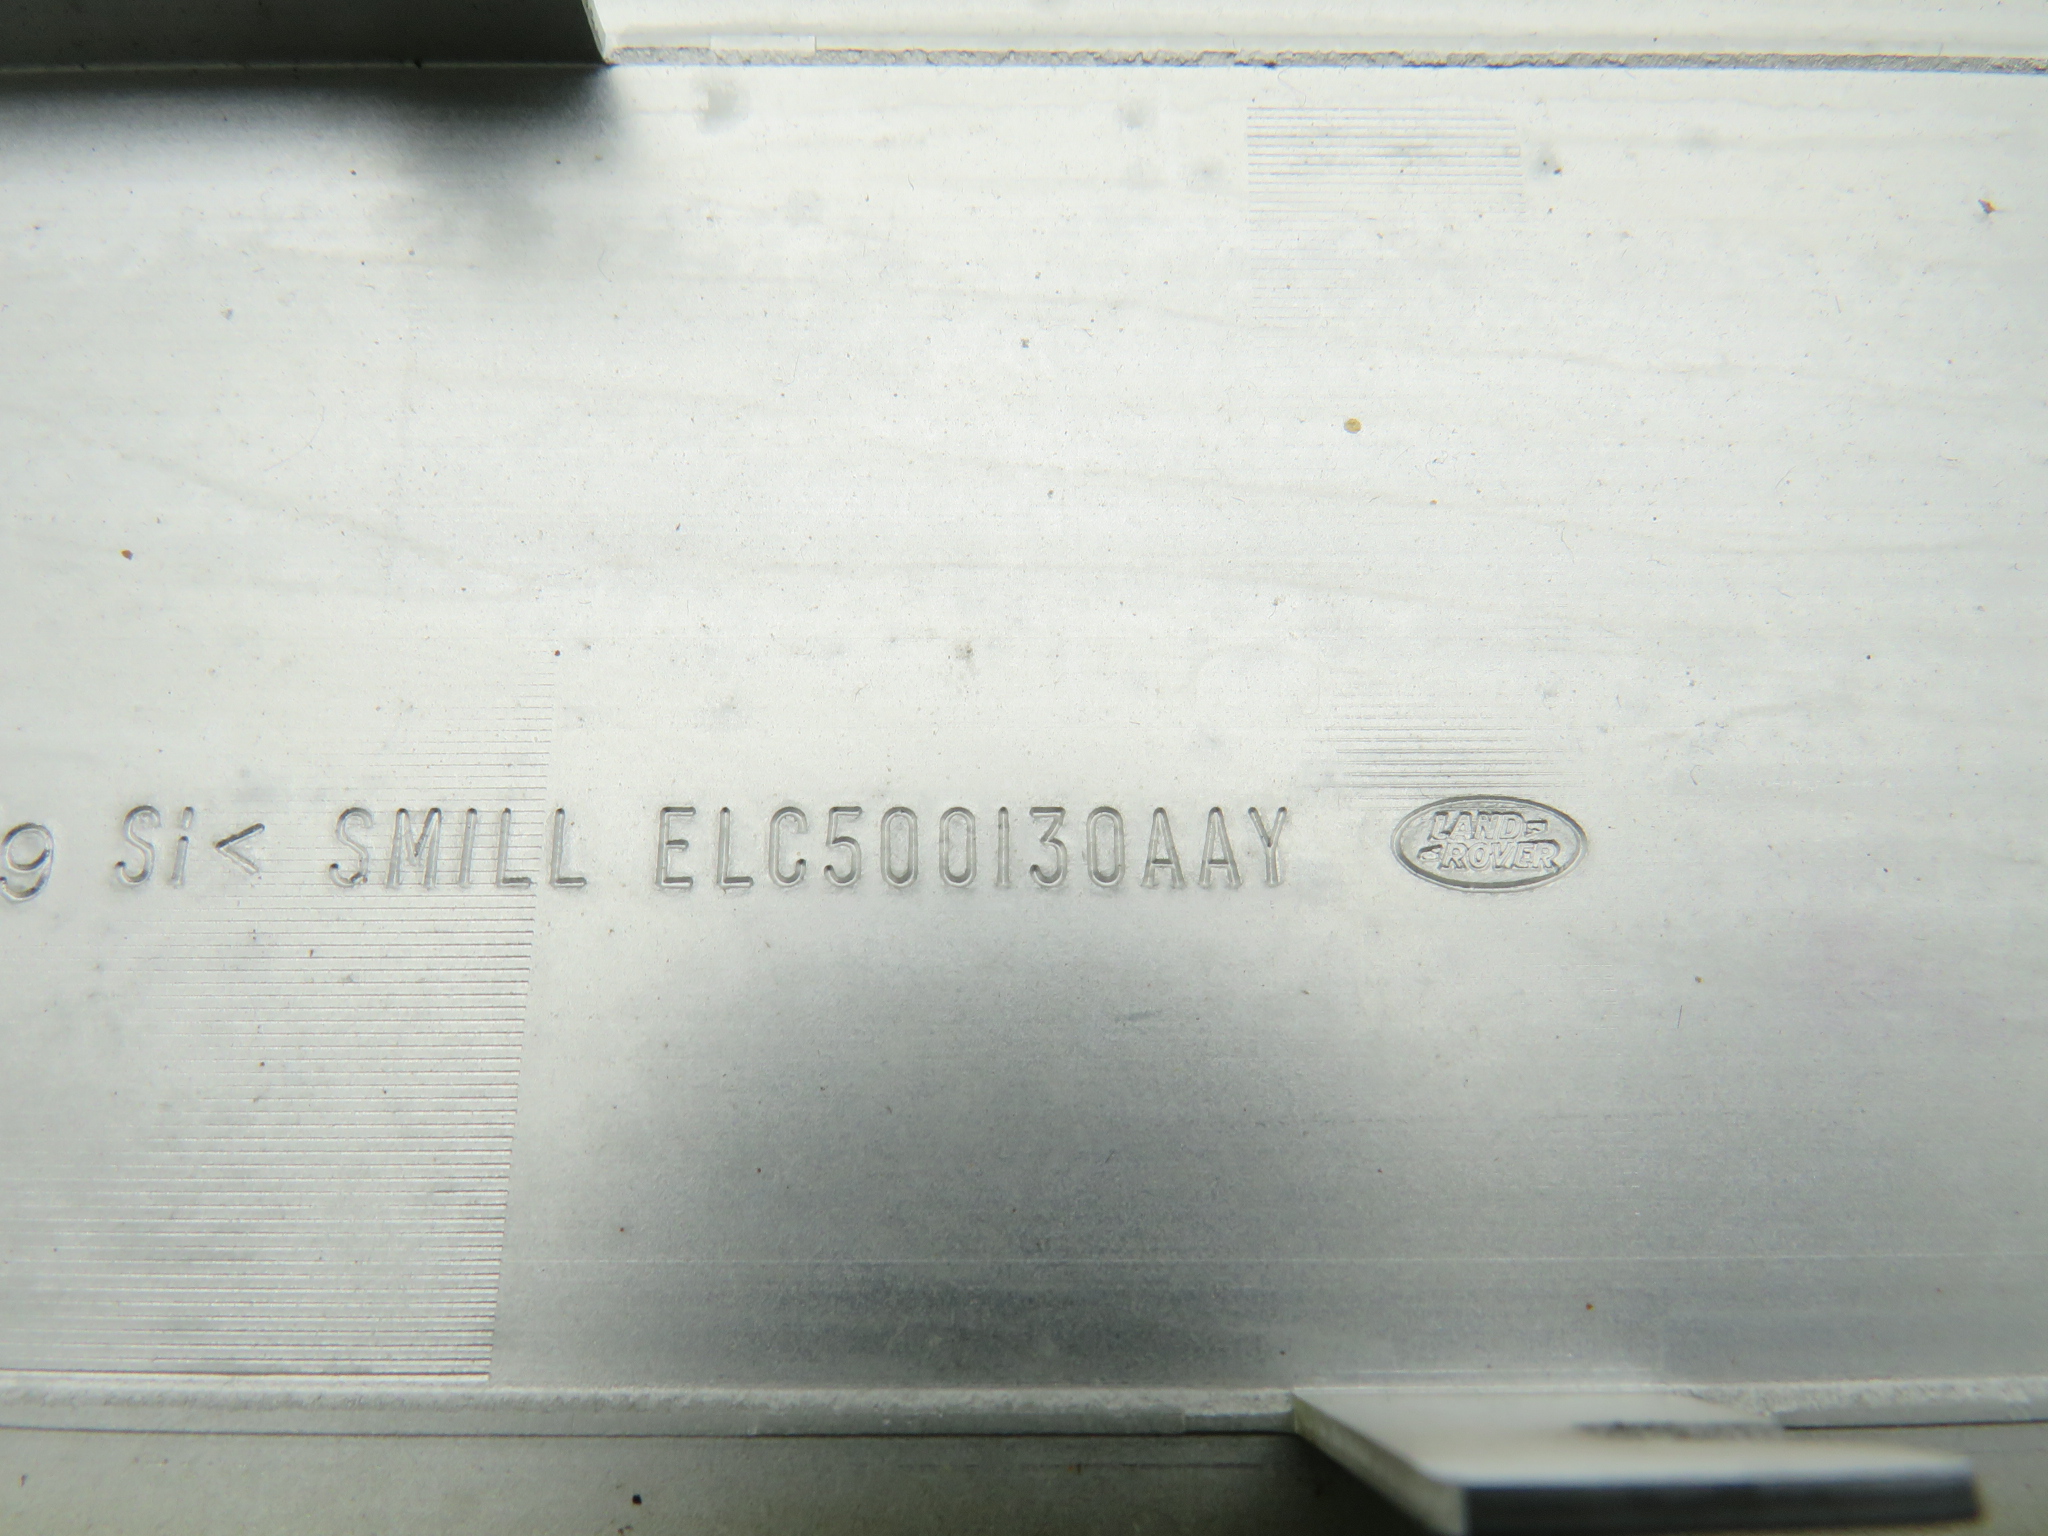 9 Si< SMILL ELC500130AAY
LAND-
-ROVER